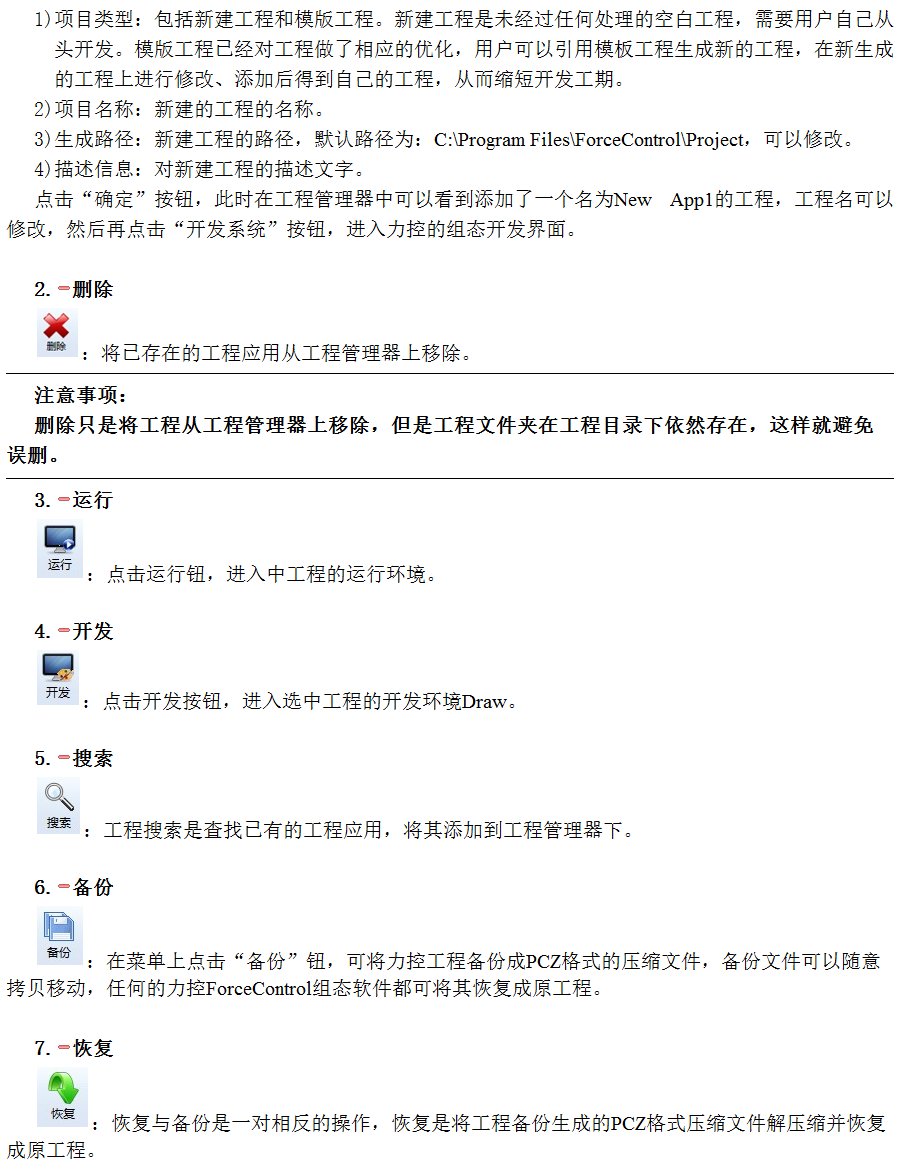 1)项目类型：包括新建工程和模版工程。新建工程是未经过任何处理的空白工程，需要用户自己从
头开发。模版工程已经对工程做了相应的优化，用户可以引用模板工程生成新的工程，在新生成
的工程上进行修改、添加后得到自己的工程，从而缩短开发工期。
2)项目名称：新建的工程的名称。
3)生成路径：新建工程的路径，默认路径为：C:\Program Files\ForceControl\Project，可以修改。
4)描述信息：对新建工程的描述文字。
点击“确定”按钮，此时在工程管理器中可以看到添加了一个名为New App1的工程，工程名可以
修改，然后再点击“开发系统”按钮，进入力控的组态开发界面。
2. 删除
删除
：将已存在的工程应用从工程管理器上移除。
注意事项：
删除只是将工程从工程管理器上移除，但是工程文件夹在工程目录下依然存在，这样就避免
误删。
3. 运行
运行
：点击运行钮，进入中工程的运行环境。
4. 开发
开发
：点击开发按钮，进入选中工程的开发环境Draw。
5. 搜索
搜索
：工程搜索是查找已有的工程应用，将其添加到工程管理器下。
6. 备份
备份
：在菜单上点击“备份”钮，可将力控工程备份成PCZ格式的压缩文件，备份文件可以随意
拷贝移动，任何的力控ForceControl组态软件都可将其恢复成原工程。
7. 恢复
恢复
：恢复与备份是一对相反的操作，恢复是将工程备份生成的PCZ格式压缩文件解压缩并恢复
成原工程。